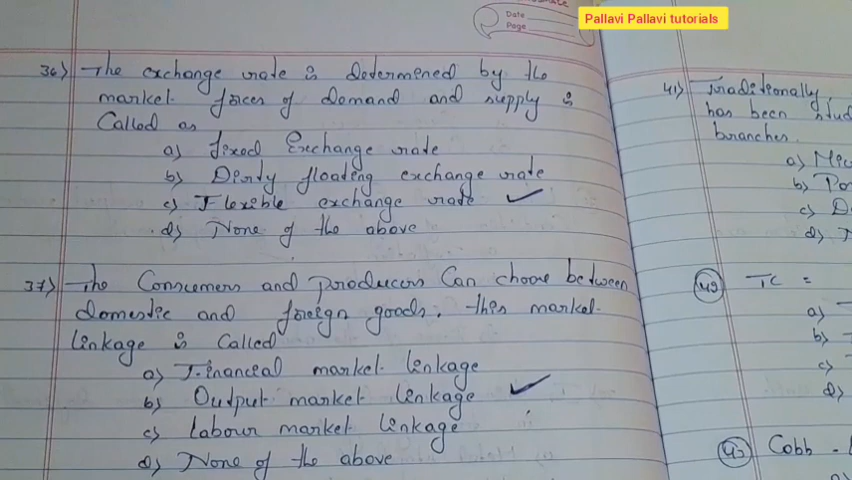 Date
Page
Pallavi Pallavi tutorials
36) The exchange rate is determened by the
market forces of demand and supply is
Called as
a) fixed Exchange rate
b) Dirty floating exchange rate
c) Flexible exchange rate ✓
d) None of the above
37) The Consumers and producers Can choose between
domestic and foreign goods. this market
linkage is Called
a) Financial market linkage
b) Output market linkage ✓
c) labour market linkage
d) None of the above
41) Traditionally
has been
branches.
a)
b)
c)
d)
TC =
a)
b)
c)
d)
Cobb -